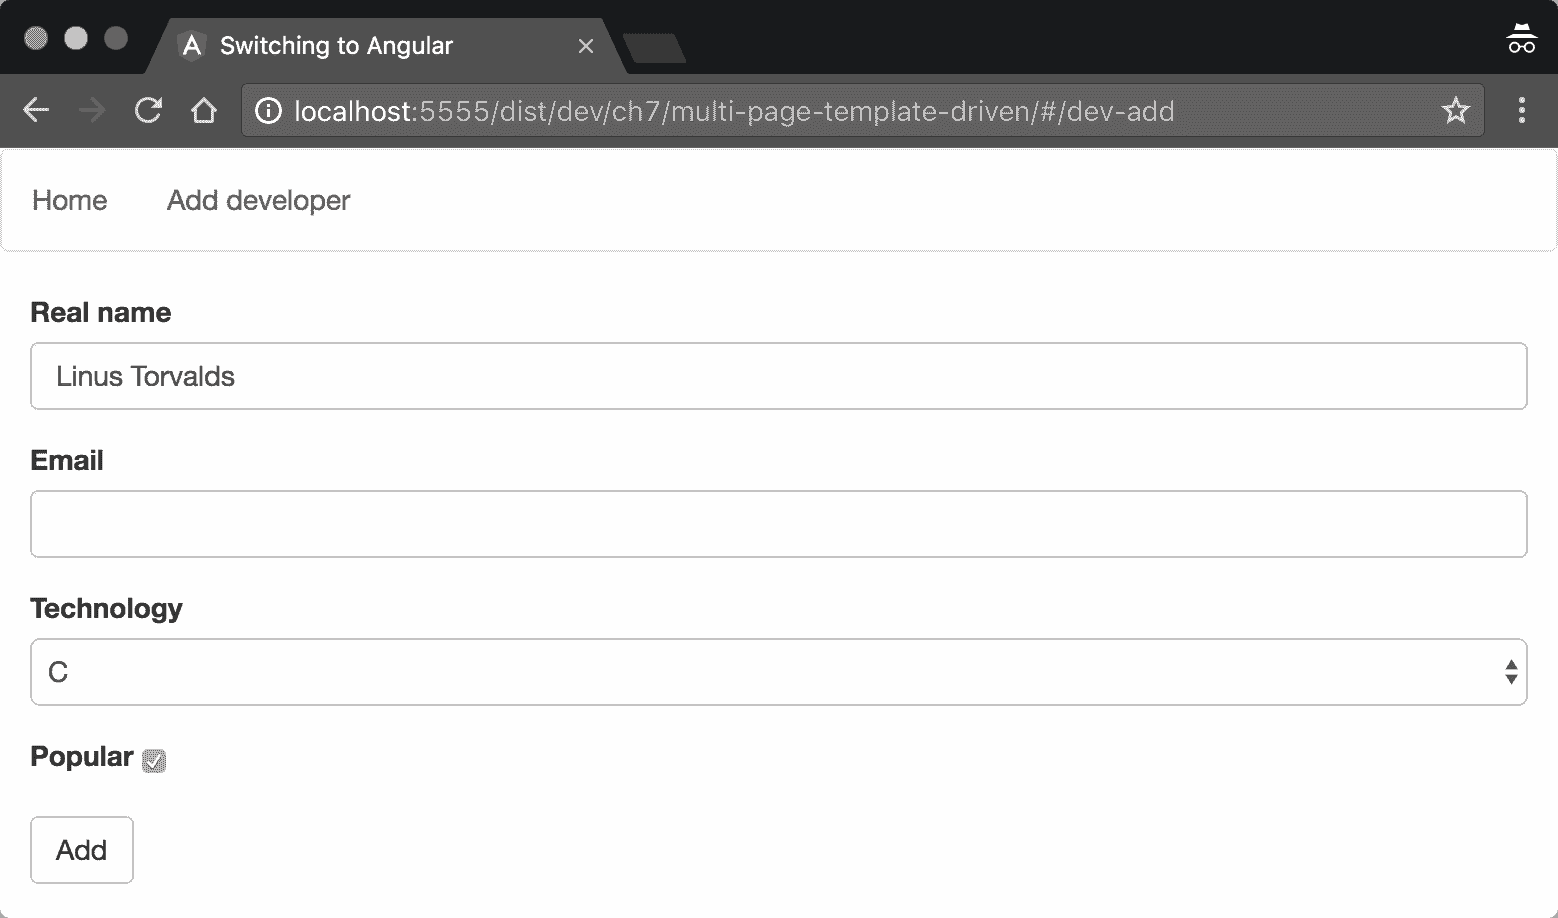 Switching to Angular
localhost:5555/dist/dev/ch7/multi-page-template-driven/#/dev-add
Home Add developer
Real name
Linus Torvalds
Email
Technology
C
Popular
Add